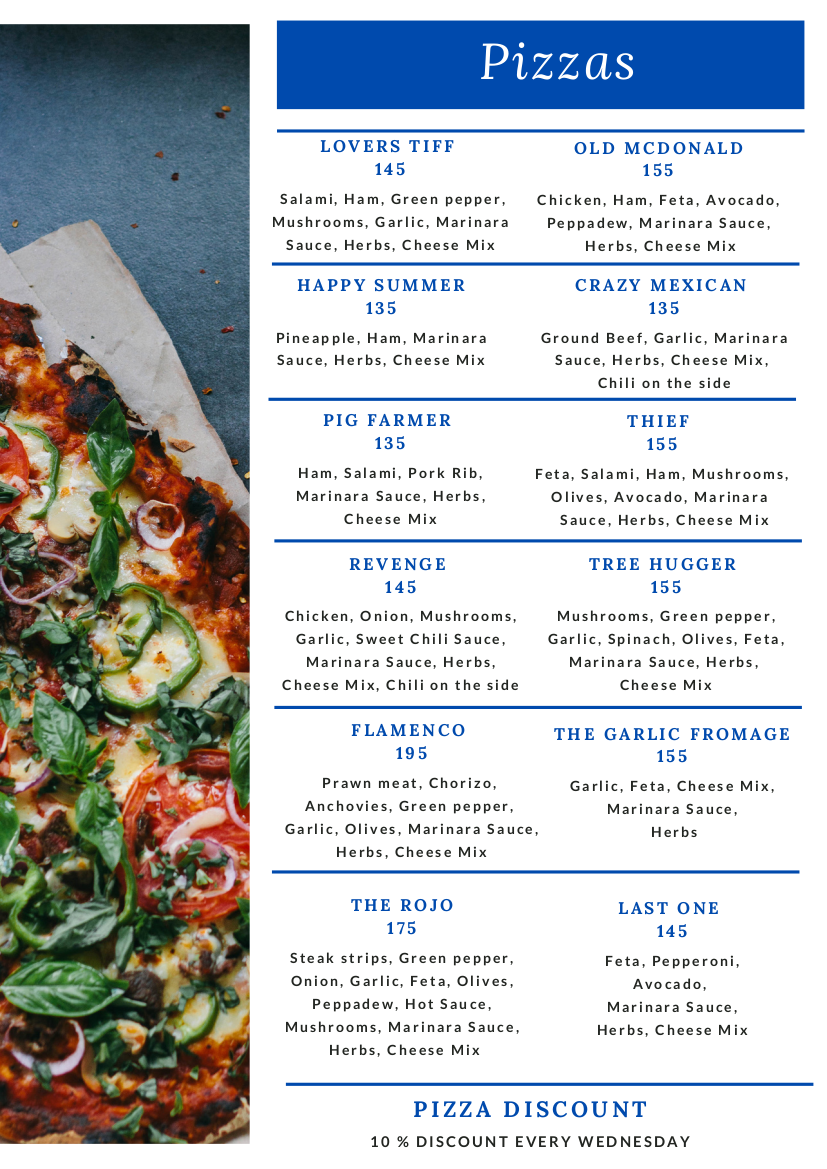 Pizzas
LOVERS TIFF
145
Salami, Ham, Green pepper,
Mushrooms, Garlic, Marinara
Sauce, Herbs, Cheese Mix
OLD MCDONALD
155
Chicken, Ham, Feta, Avocado,
Peppadew, Marinara Sauce,
Herbs, Cheese Mix
HAPPY SUMMER
135
Pineapple, Ham, Marinara
Sauce, Herbs, Cheese Mix
CRAZY MEXICAN
135
Ground Beef, Garlic, Marinara
Sauce, Herbs, Cheese Mix,
Chili on the side
PIG FARMER
135
Ham, Salami, Pork Rib,
Marinara Sauce, Herbs,
Cheese Mix
THIEF
155
Feta, Salami, Ham, Mushrooms,
Olives, Avocado, Marinara
Sauce, Herbs, Cheese Mix
REVENGE
145
Chicken, Onion, Mushrooms,
Garlic, Sweet Chili Sauce,
Marinara Sauce, Herbs,
Cheese Mix, Chili on the side
TREE HUGGER
155
Mushrooms, Green pepper,
Garlic, Spinach, Olives, Feta,
Marinara Sauce, Herbs,
Cheese Mix
FLAMENCO
195
Prawn meat, Chorizo,
Anchovies, Green pepper,
Garlic, Olives, Marinara Sauce,
Herbs, Cheese Mix
THE GARLIC FROMAGE
155
Garlic, Feta, Cheese Mix,
Marinara Sauce,
Herbs
THE ROJO
175
Steak strips, Green pepper,
Onion, Garlic, Feta, Olives,
Peppadew, Hot Sauce,
Mushrooms, Marinara Sauce,
Herbs, Cheese Mix
LAST ONE
145
Feta, Pepperoni,
Avocado,
Marinara Sauce,
Herbs, Cheese Mix
PIZZA DISCOUNT
10 % DISCOUNT EVERY WEDNESDAY